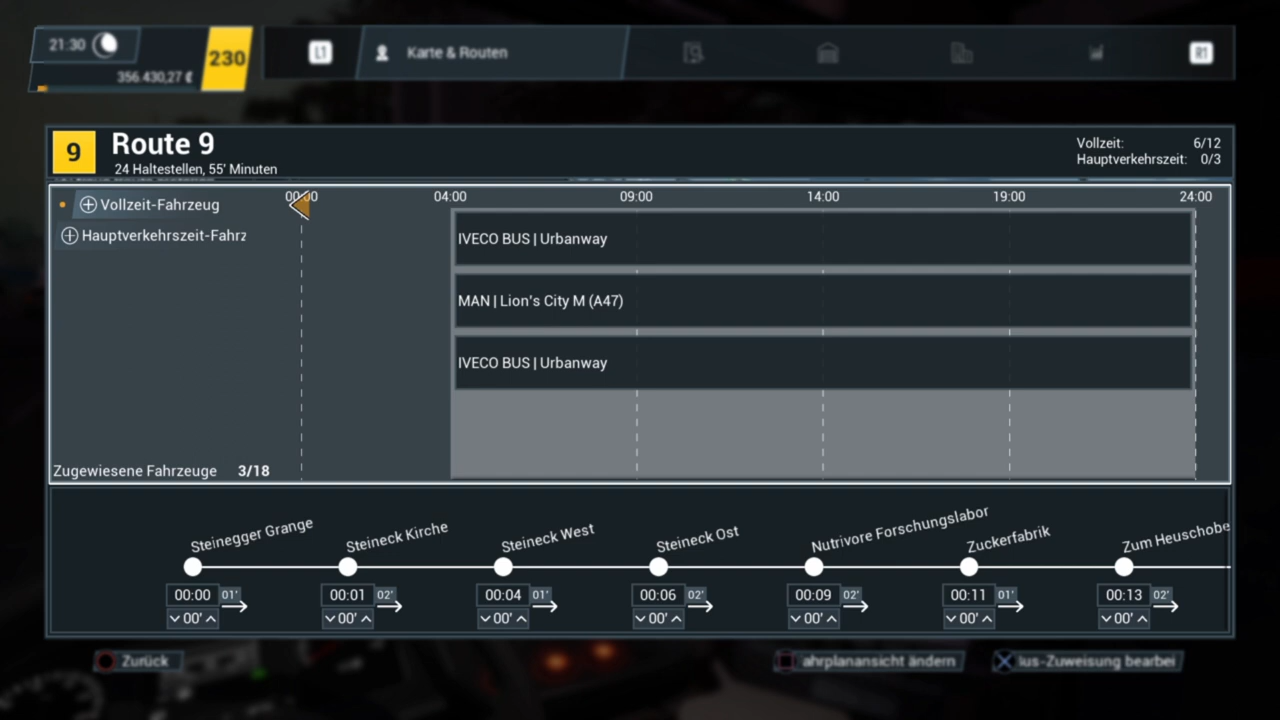 21:30
356.430,27 ₵
230
L1
Karte & Routen
R1
9
Route 9
24 Haltestellen, 55' Minuten
Vollzeit: 6/12
Hauptverkehrszeit: 0/3
Vollzeit-Fahrzeug
Hauptverkehrszeit-Fahrz
00:00 04:00 09:00 14:00 19:00 24:00
IVECO BUS | Urbanway
MAN | Lion's City M (A47)
IVECO BUS | Urbanway
Zugewiesene Fahrzeuge 3/18
Steinegger Grange Steineck Kirche Steineck West Steineck Ost Nutrivore Forschungslabor Zuckerfabrik Zum Heuschobe
00:00 01' 00:01 02' 00:04 01' 00:06 02' 00:09 02' 00:11 01' 00:13 02'
00' 00' 00' 00' 00' 00' 00'
Zurück
ahrplanansicht ändern
us-Zuweisung bearbei